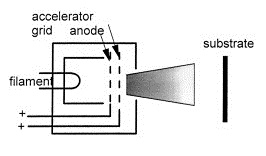 accelerator
grid anode
substrate
filament
+
+